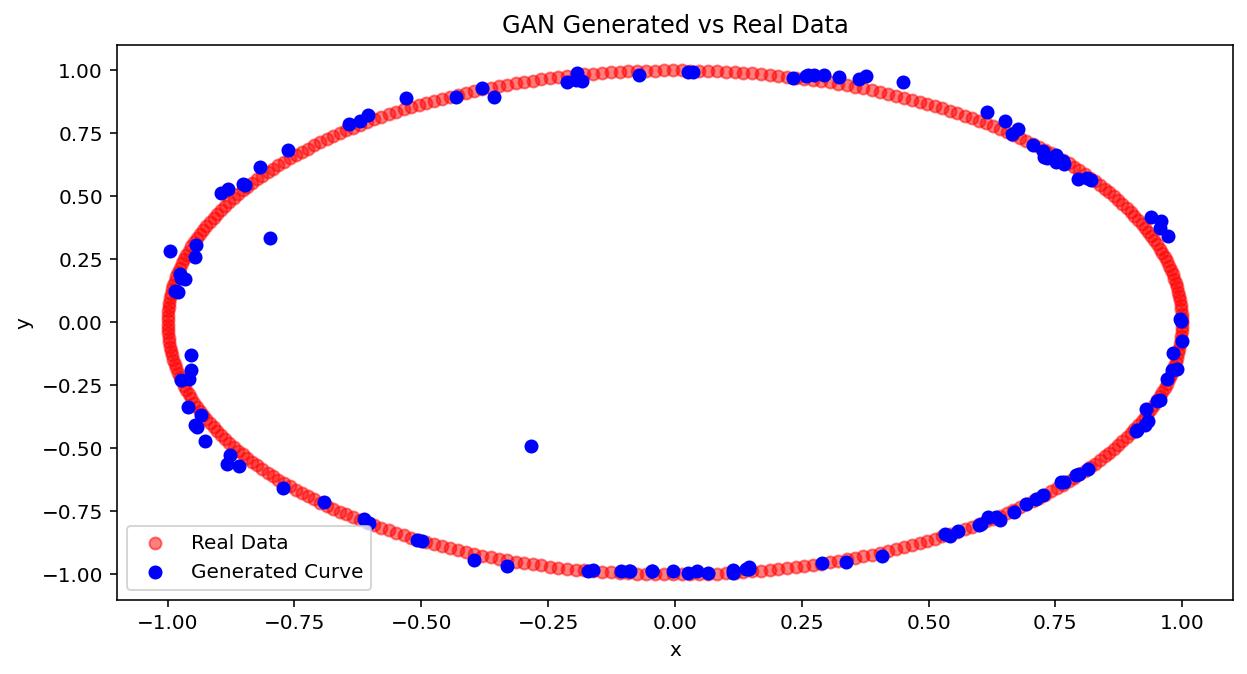 GAN Generated vs Real Data
1.00
0.75
0.50
0.25
0.00
−0.25
−0.50
−0.75
−1.00
y
Real Data
Generated Curve
−1.00 −0.75 −0.50 −0.25 0.00 0.25 0.50 0.75 1.00
x